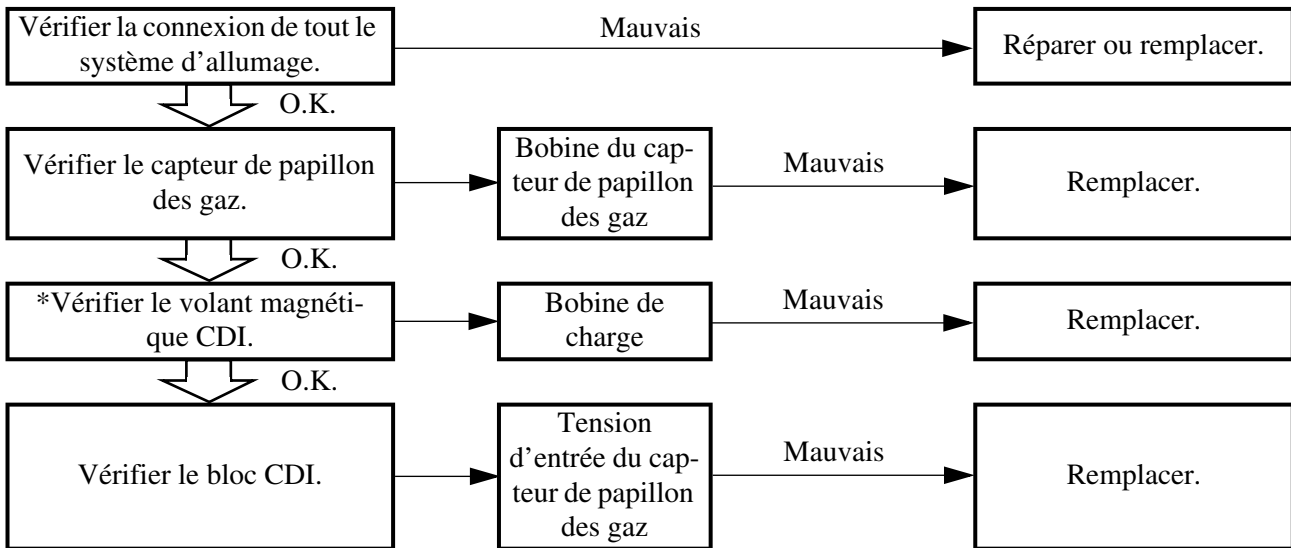 Vérifier la connexion de tout le
système d’allumage.
Mauvais
Réparer ou remplacer.
O.K.
Vérifier le capteur de papillon
des gaz.
Bobine du cap-
teur de papillon
des gaz
Mauvais
Remplacer.
O.K.
*Vérifier le volant magnéti-
que CDI.
Bobine de
charge
Mauvais
Remplacer.
O.K.
Vérifier le bloc CDI.
Tension
d’entrée du cap-
teur de papillon
des gaz
Mauvais
Remplacer.